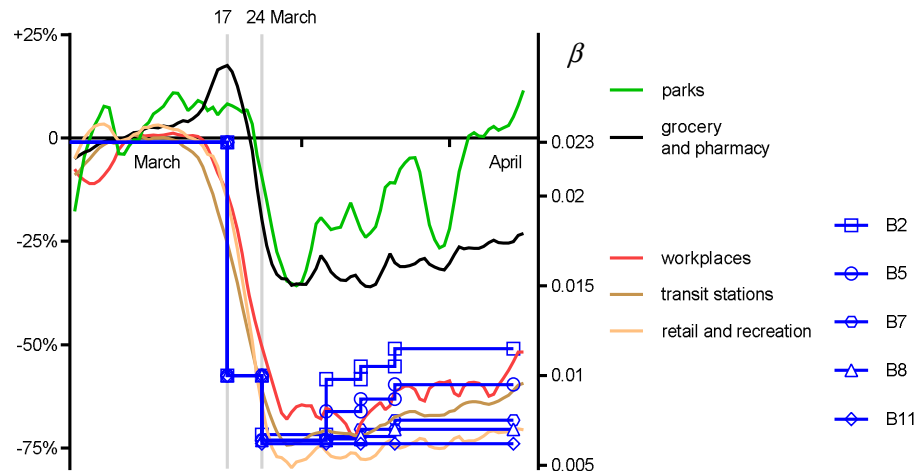 17 24 March
+25%
0
-25%
-50%
-75%
March
April
β
0.023
0.02
0.015
0.01
0.005
parks
grocery
and pharmacy
workplaces
transit stations
retail and recreation
B2
B5
B7
B8
B11